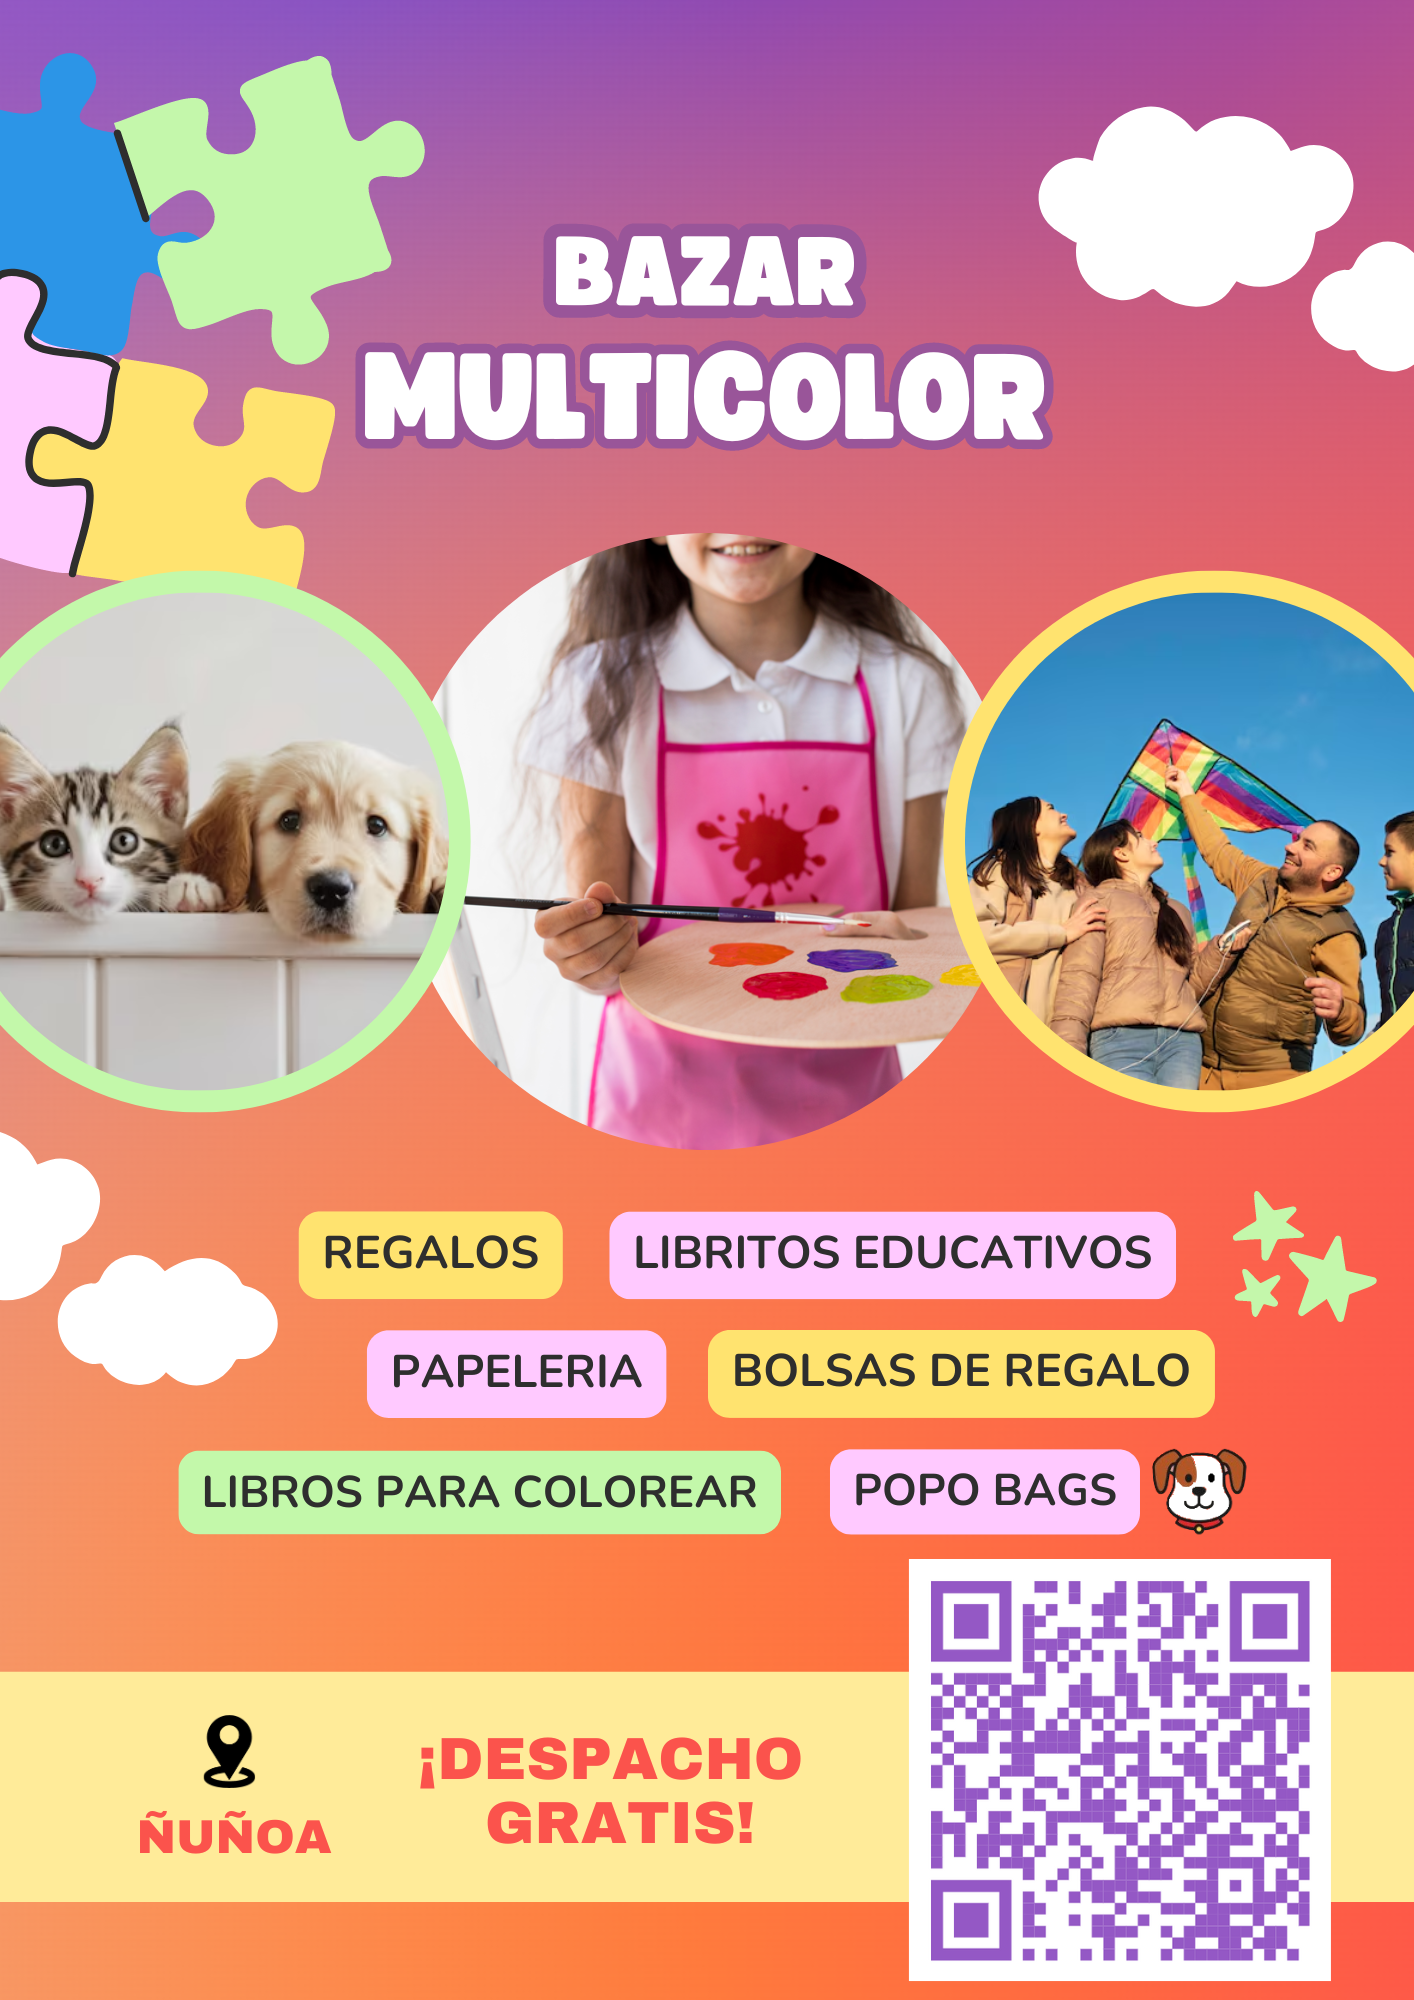 BAZAR
MULTICOLOR
REGALOS
LIBRITOS EDUCATIVOS
PAPELERIA
BOLSAS DE REGALO
LIBROS PARA COLOREAR
POPO BAGS
ÑUÑOA
¡DESPACHO
GRATIS!